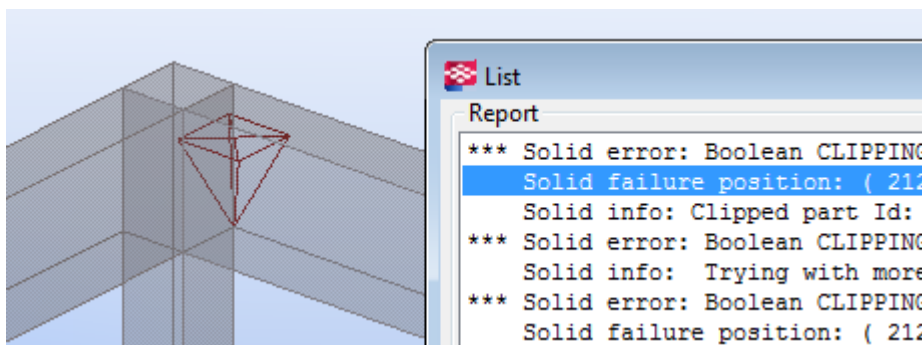 List
Report
*** Solid error: Boolean CLIPPING
Solid failure position: ( 212
Solid info: Clipped part Id:
*** Solid error: Boolean CLIPPING
Solid info:  Trying with more
*** Solid error: Boolean CLIPPING
Solid failure position: ( 212